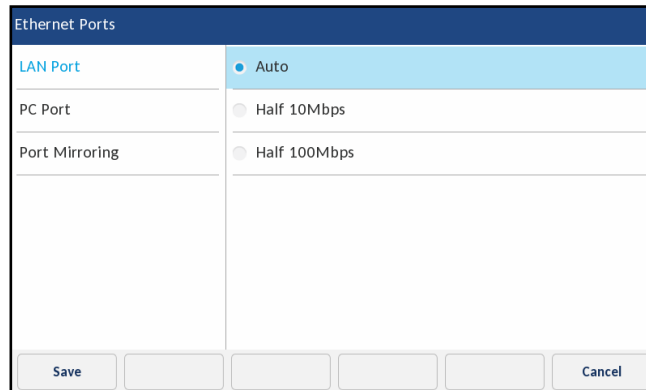 Ethernet Ports
LAN Port
Auto
PC Port
Half 10Mbps
Port Mirroring
Half 100Mbps
Save
Cancel